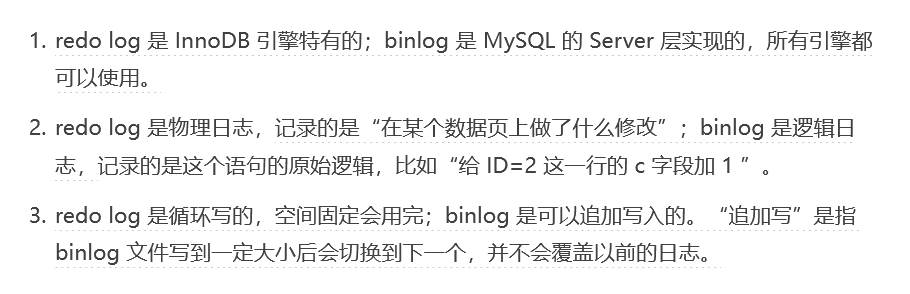 1. redo log 是 InnoDB 引擎特有的；binlog 是 MySQL 的 Server 层实现的，所有引擎都
可以使用。
2. redo log 是物理日志，记录的是“在某个数据页上做了什么修改”；binlog 是逻辑日
志，记录的是这个语句的原始逻辑，比如“给 ID=2 这一行的 c 字段加 1 ”。
3. redo log 是循环写的，空间固定会用完；binlog 是可以追加写入的。“追加写”是指
binlog 文件写到一定大小后会切换到下一个，并不会覆盖以前的日志。